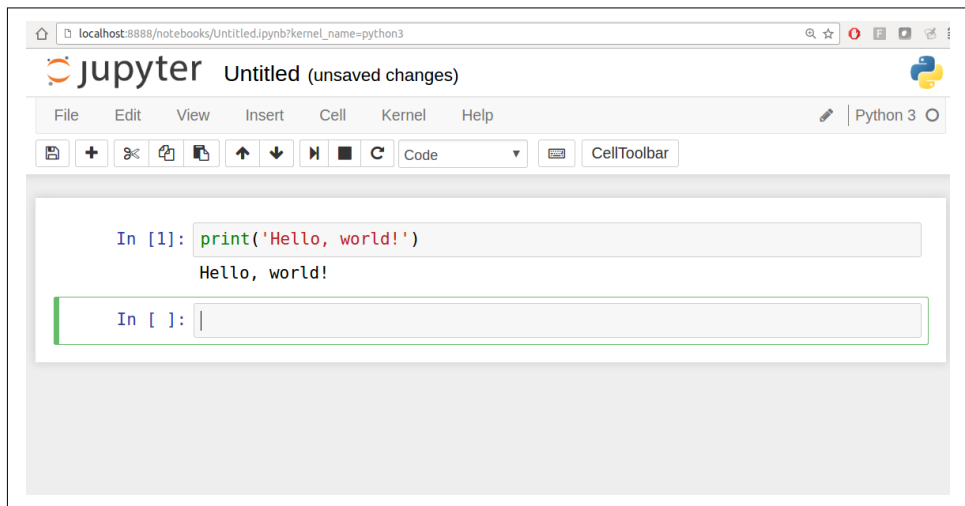 localhost:8888/notebooks/Untitled.ipynb?kernel_name=python3
jupyter Untitled (unsaved changes)
File Edit View Insert Cell Kernel Help Python 3
Code CellToolbar
In [1]: print('Hello, world!')
Hello, world!
In [ ]: